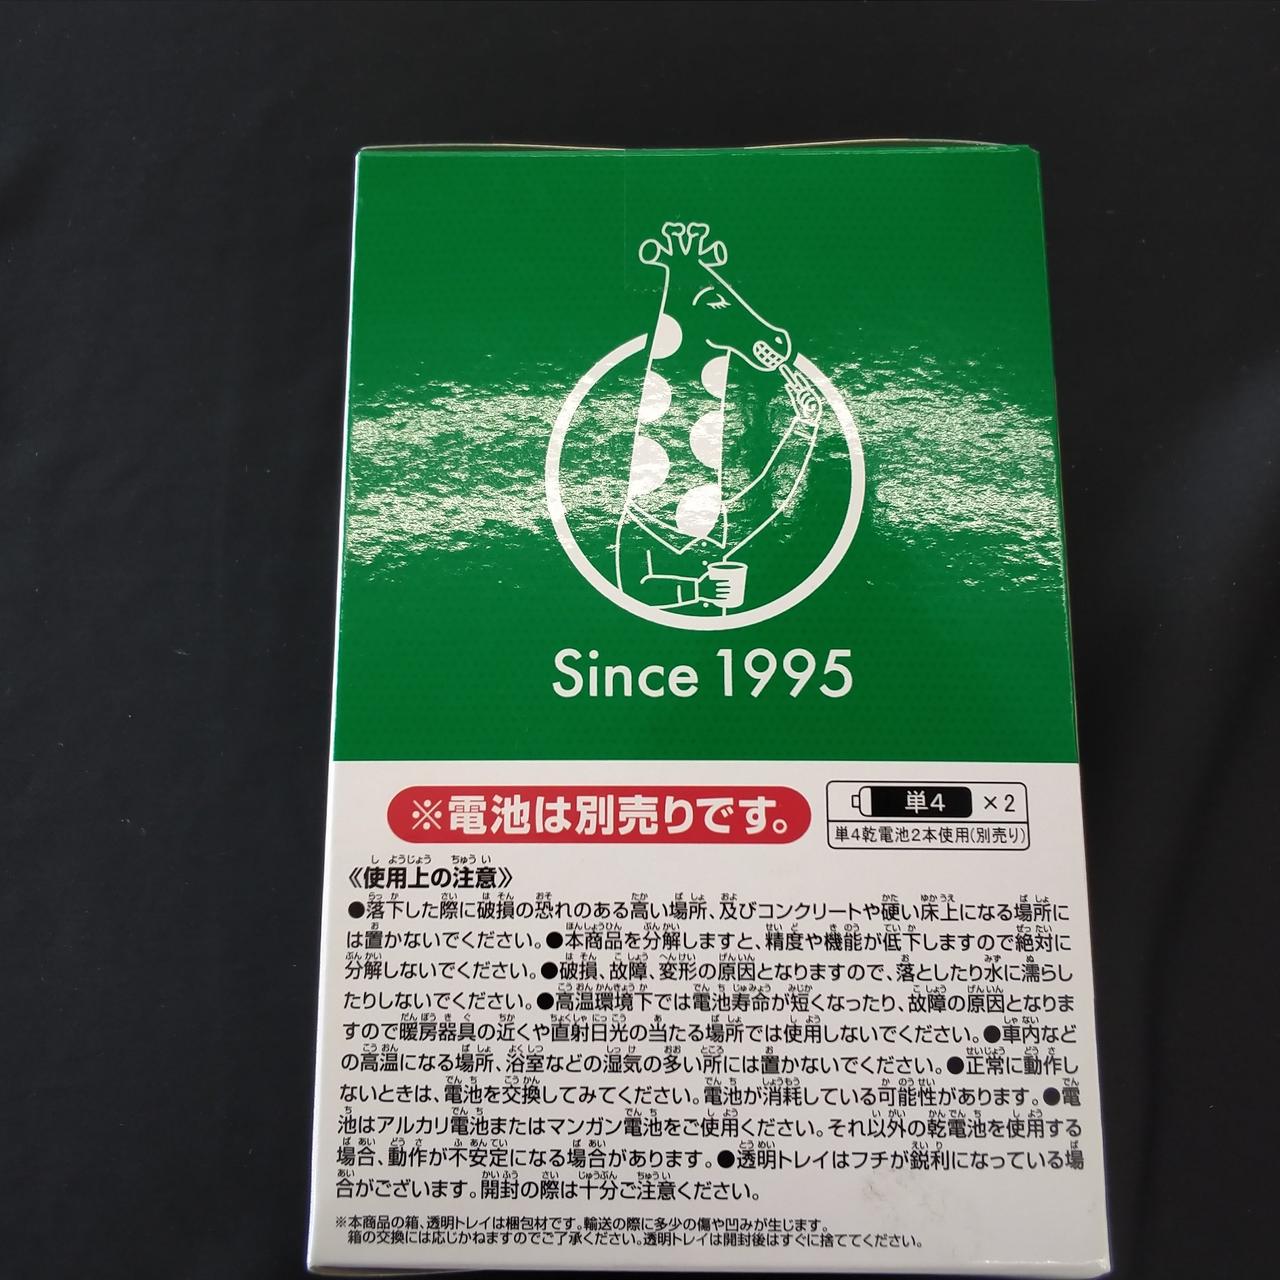 Since 1995
※電池は別売りです。
単4 ×2
単4乾電池2本使用(別売り)
《使用上の注意》
●落下した際に破損の恐れのある高い場所、及びコンクリートや硬い床上になる場所に
は置かないでください。●本商品を分解しますと、精度や機能が低下しますので絶対に
分解しないでください。●破損、故障、変形の原因となりますので、落としたり水に濡らし
たりしないでください。●高温環境下では電池寿命が短くなったり、故障の原因となりま
すので暖房器具の近くや直射日光の当たる場所では使用しないでください。●車内など
の高温になる場所、浴室などの湿気の多い所には置かないでください。●正常に動作し
ないときは、電池を交換してみてください。電池が消耗している可能性があります。●電
池はアルカリ電池またはマンガン電池をご使用ください。それ以外の乾電池を使用する
場合、動作が不安定になる場合があります。●透明トレイはフチが鋭利になっている場
合がございます。開封の際は十分ご注意ください。
※本商品の箱、透明トレイは梱包材です。輸送の際に多少の傷や凹みが生じます。
箱の交換には応じかねますのでご了承ください。透明トレイは開封後はすぐに捨ててください。